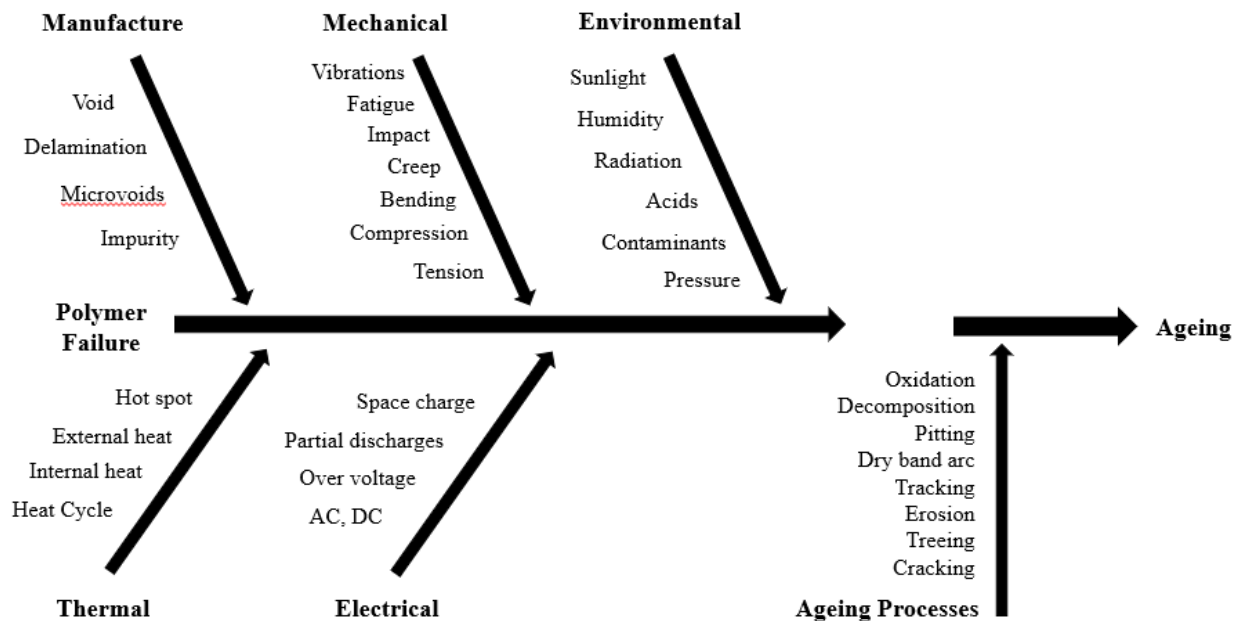 Manufacture
Void
Delamination
Microvoids
Impurity
Mechanical
Vibrations
Fatigue
Impact
Creep
Bending
Compression
Tension
Environmental
Sunlight
Humidity
Radiation
Acids
Contaminants
Pressure
Polymer
Failure
Ageing
Hot spot
External heat
Internal heat
Heat Cycle
Thermal
Space charge
Partial discharges
Over voltage
AC, DC
Electrical
Oxidation
Decomposition
Pitting
Dry band arc
Tracking
Erosion
Treeing
Cracking
Ageing Processes